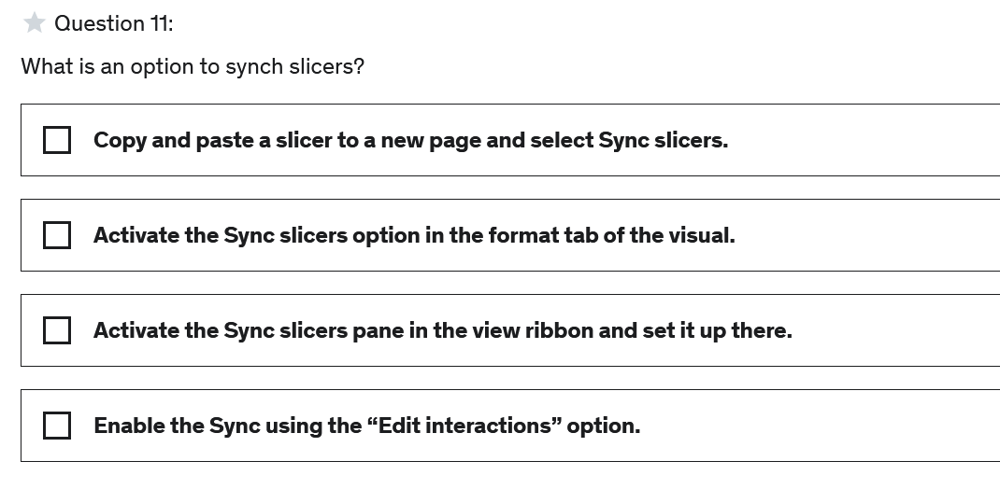 Question 11:
What is an option to synch slicers?
Copy and paste a slicer to a new page and select Sync slicers.
Activate the Sync slicers option in the format tab of the visual.
Activate the Sync slicers pane in the view ribbon and set it up there.
Enable the Sync using the “Edit interactions” option.